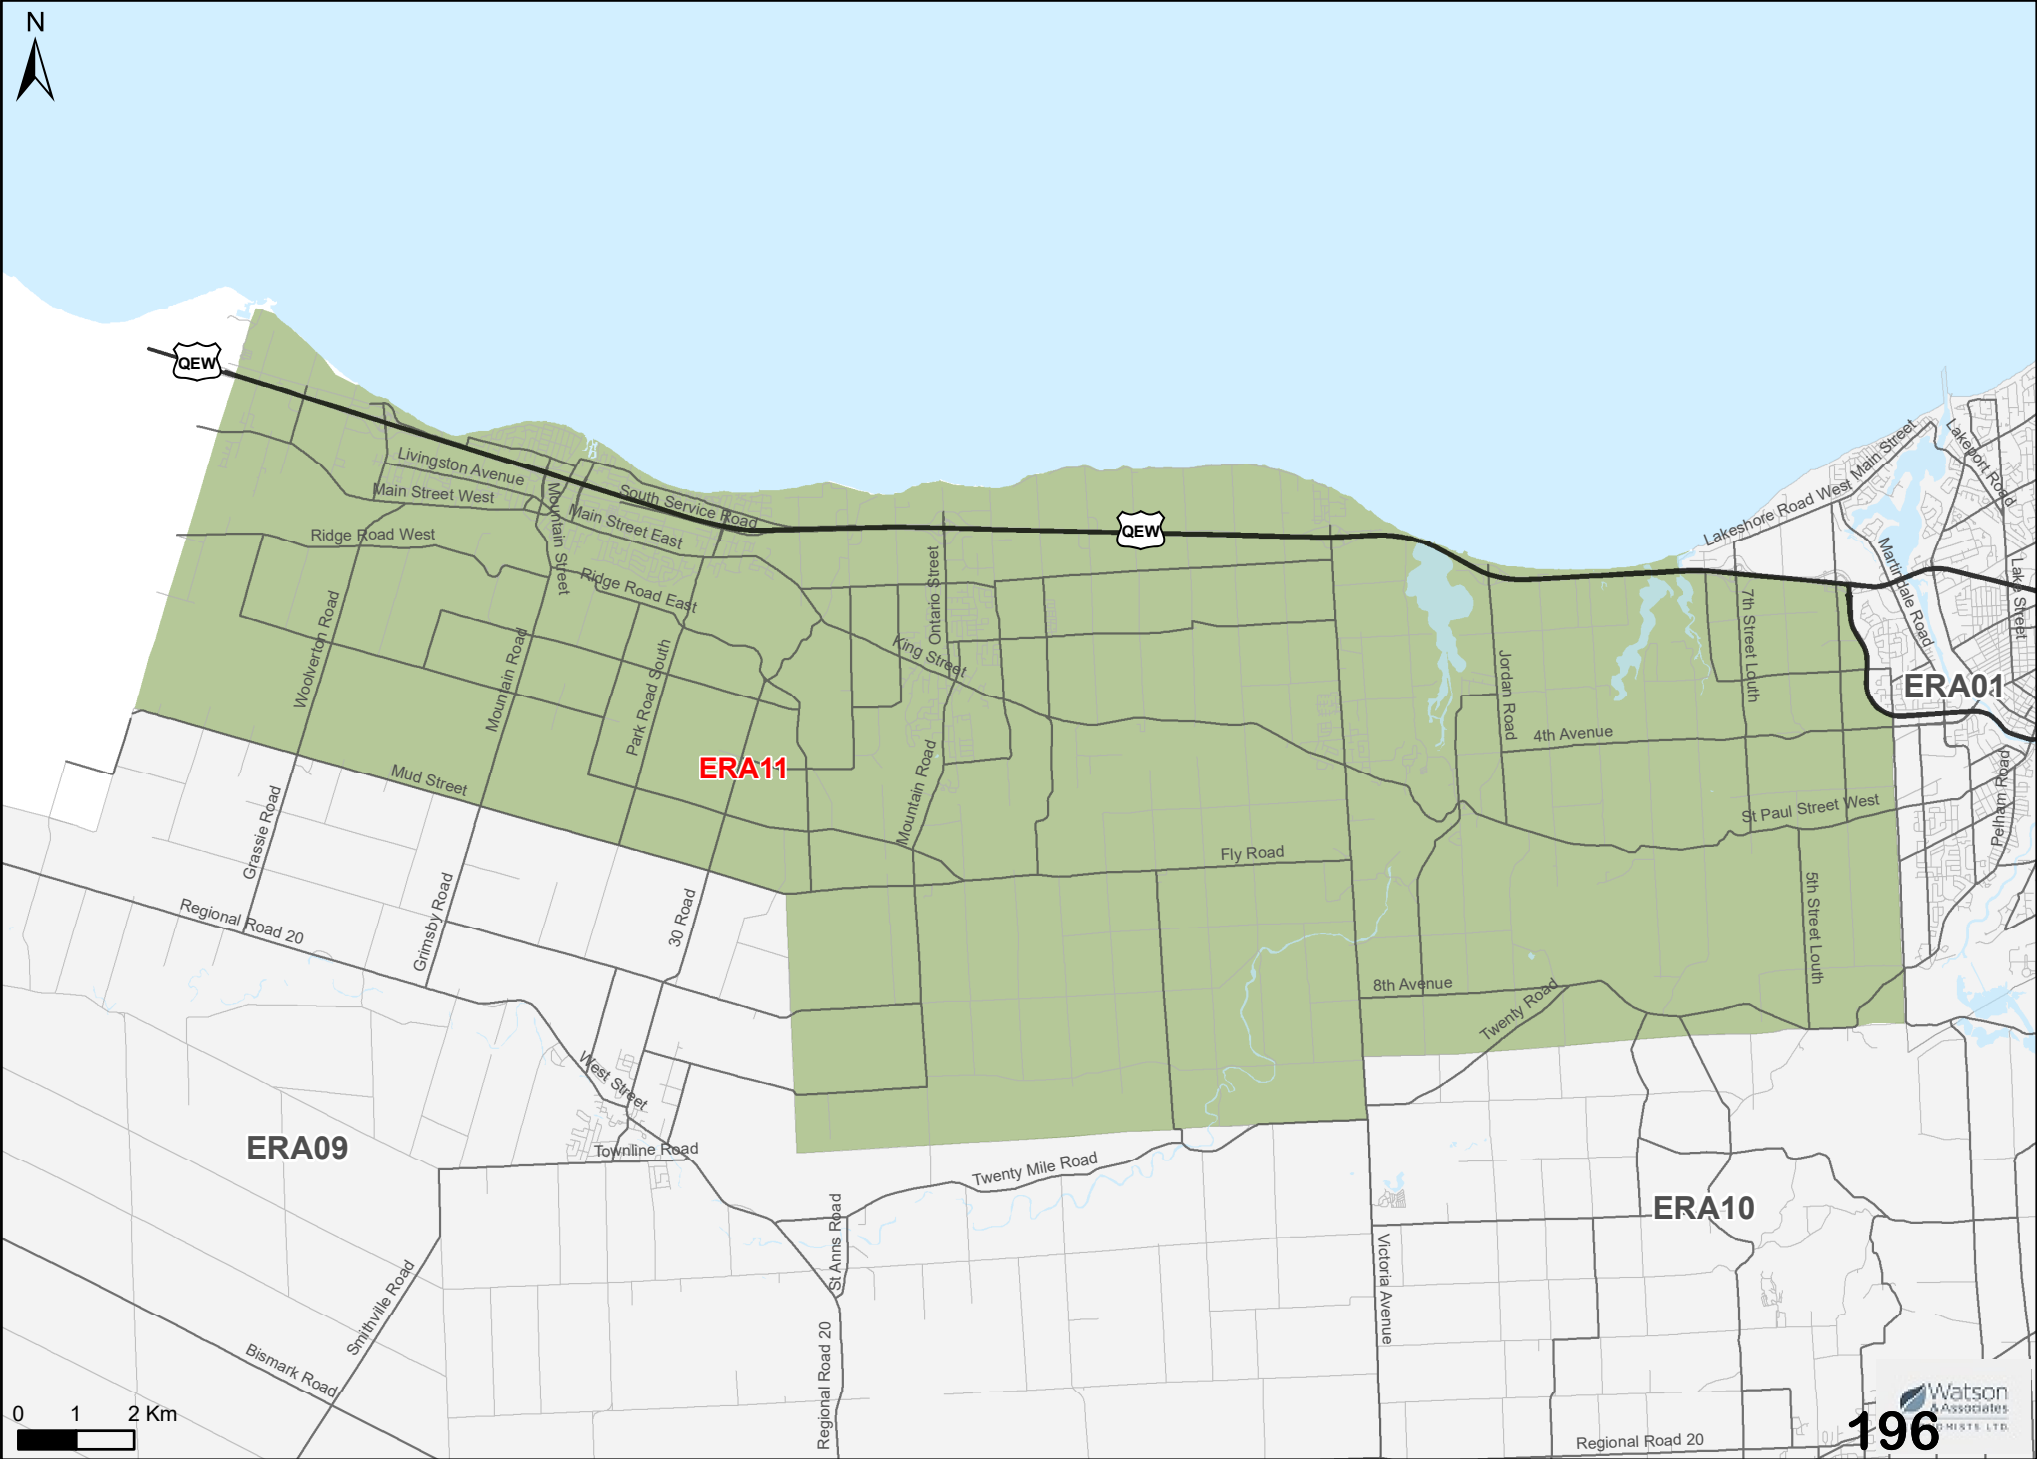 N
QEW
Livingston Avenue
Main Street West
Mountain Street
South Service Road
Main Street East
Ridge Road West
Ridge Road East
QEW
Ontario Street
Lakeshore Road West
Main Street
Lakeport Road
Martindale Road
Lake Street
7th Street Louth
Woolverton Road
Mountain Road
Park Road South
King Street
Jordan Road
ERA01
4th Avenue
ERA11
Mud Street
Mountain Road
St Paul Street West
Pelham Road
Grassie Road
Fly Road
5th Street Louth
Regional Road 20
Grimsby Road
30 Road
8th Avenue
Twenty Road
West Street
ERA09
Townline Road
Twenty Mile Road
ERA10
St Anns Road
Victoria Avenue
Smithville Road
Bismark Road
Regional Road 20
Regional Road 20
0 1 2 Km
Watson
& Associates
LTD.
196